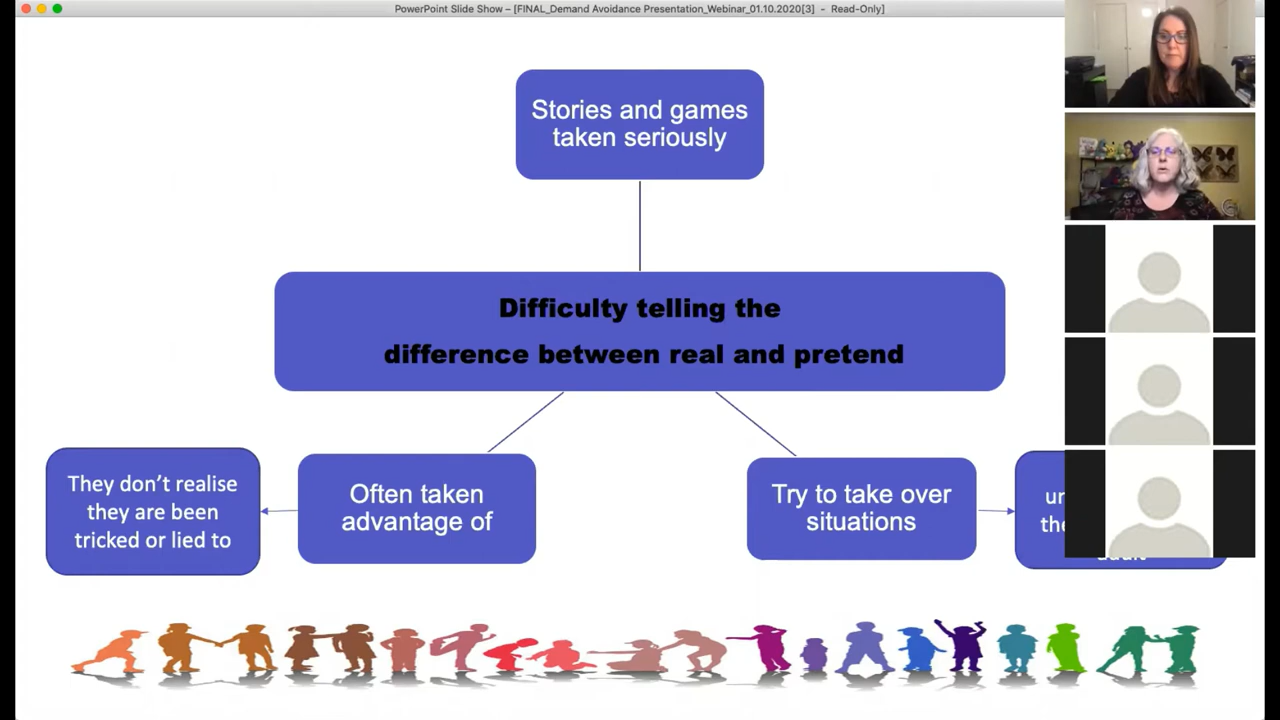 PowerPoint Slide Show – [FINAL_Demand Avoidance Presentation_Webinar_01.10.2020[3] - Read-Only]
Stories and games
taken seriously
Difficulty telling the
difference between real and pretend
They don’t realise
they are been
tricked or lied to
Often taken
advantage of
Try to take over
situations